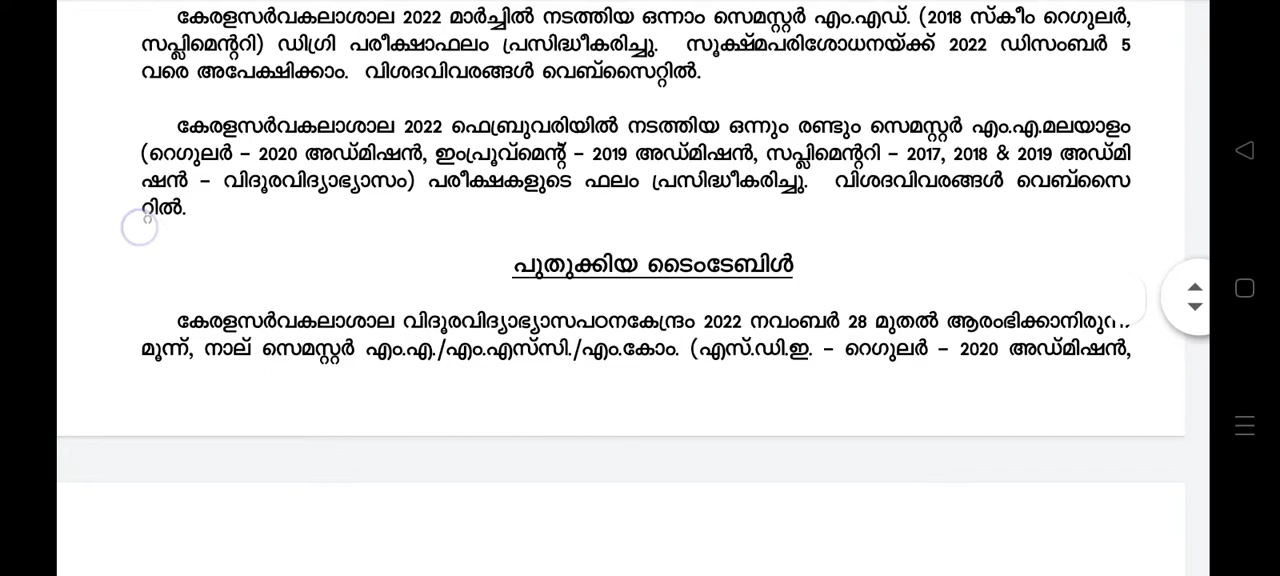 കേരളസർവകലാശാല 2022 മാർച്ചിൽ നടത്തിയ ഒന്നാം സെമസ്റ്റർ എം.എഡ്. (2018 സ്കീം റെഗുലർ,
സപ്ലിമെന്ററി) ഡിഗ്രി പരീക്ഷാഫലം പ്രസിദ്ധീകരിച്ചു. സൂക്ഷ്മപരിശോധനയ്ക്ക് 2022 ഡിസംബർ 5
വരെ അപേക്ഷിക്കാം. വിശദവിവരങ്ങൾ വെബ്സൈറ്റിൽ.
കേരളസർവകലാശാല 2022 ഫെബ്രുവരിയിൽ നടത്തിയ ഒന്നും രണ്ടും സെമസ്റ്റർ എം.എ.മലയാളം
(റെഗുലർ – 2020 അഡ്മിഷൻ, ഇംപ്രൂവ്മെന്റ് – 2019 അഡ്മിഷൻ, സപ്ലിമെന്ററി – 2017, 2018 & 2019 അഡ്മി
ഷൻ – വിദൂരവിദ്യാഭ്യാസം) പരീക്ഷകളുടെ ഫലം പ്രസിദ്ധീകരിച്ചു. വിശദവിവരങ്ങൾ വെബ്സൈ
റ്റിൽ.
പുതുക്കിയ ടൈംടേബിൾ
കേരളസർവകലാശാല വിദൂരവിദ്യാഭ്യാസപഠനകേന്ദ്രം 2022 നവംബർ 28 മുതൽ
മൂന്ന്, നാല് സെമസ്റ്റർ എം.എ./എം.എസ്സി./എം.കോം. (എസ്.ഡി.ഇ. – റെഗുലർ – 2020 അഡ്മിഷൻ,